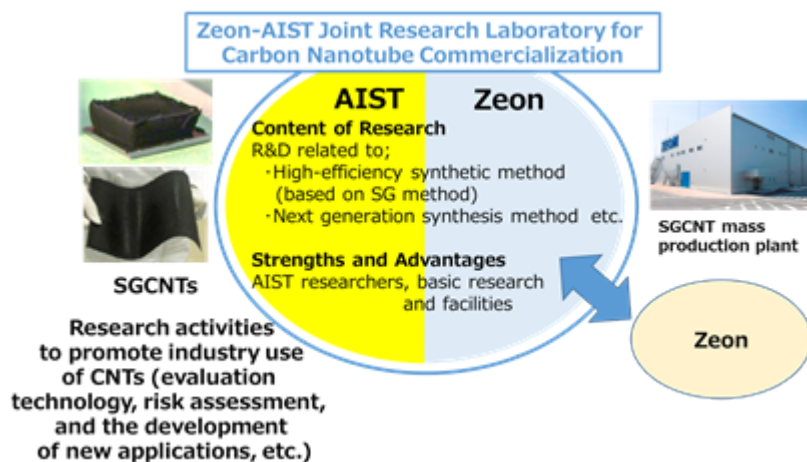 Zeon-AIST Joint Research Laboratory for
Carbon Nanotube Commercialization
AIST
Zeon
Content of Research
R&D related to;
・High-efficiency synthetic method
(based on SG method)
・Next generation synthesis method etc.
Strengths and Advantages
AIST researchers, basic research
and facilities
SGCNTs
Research activities
to promote industry use
of CNTs (evaluation
technology, risk assessment,
and the development
of new applications, etc.)
SGCNT mass
production plant
Zeon